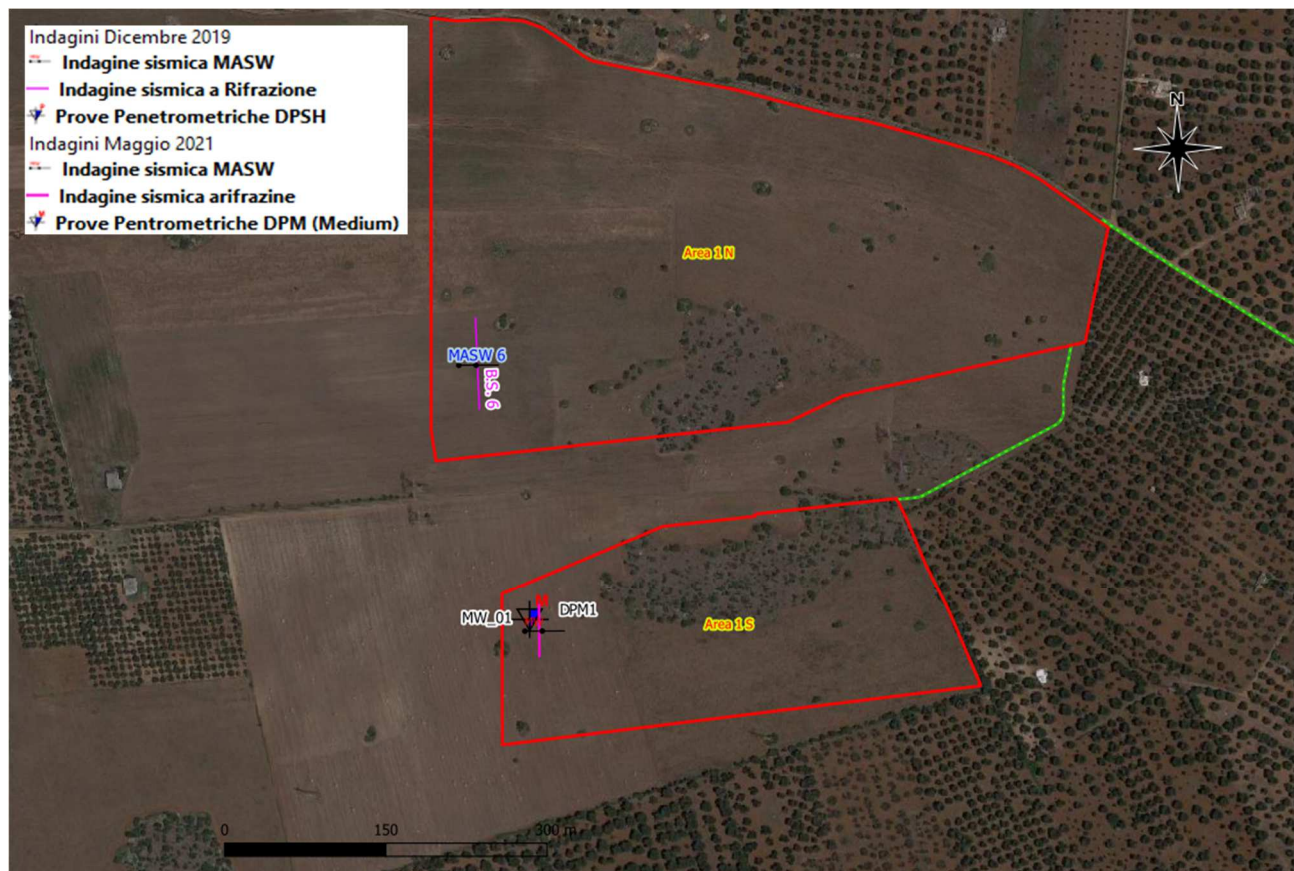 Indagini Dicembre 2019
Indagine sismica MASW
Indagine sismica a Rifrazione
Prove Penetrometriche DPSH
Indagini Maggio 2021
Indagine sismica MASW
Indagine sismica arifrazine
Prove Pentrometriche DPM (Medium)
N
Area 1 N
MASW 6
B.S. 6
M
MW_01
DPM1
Area 1 S
0 150 300 m